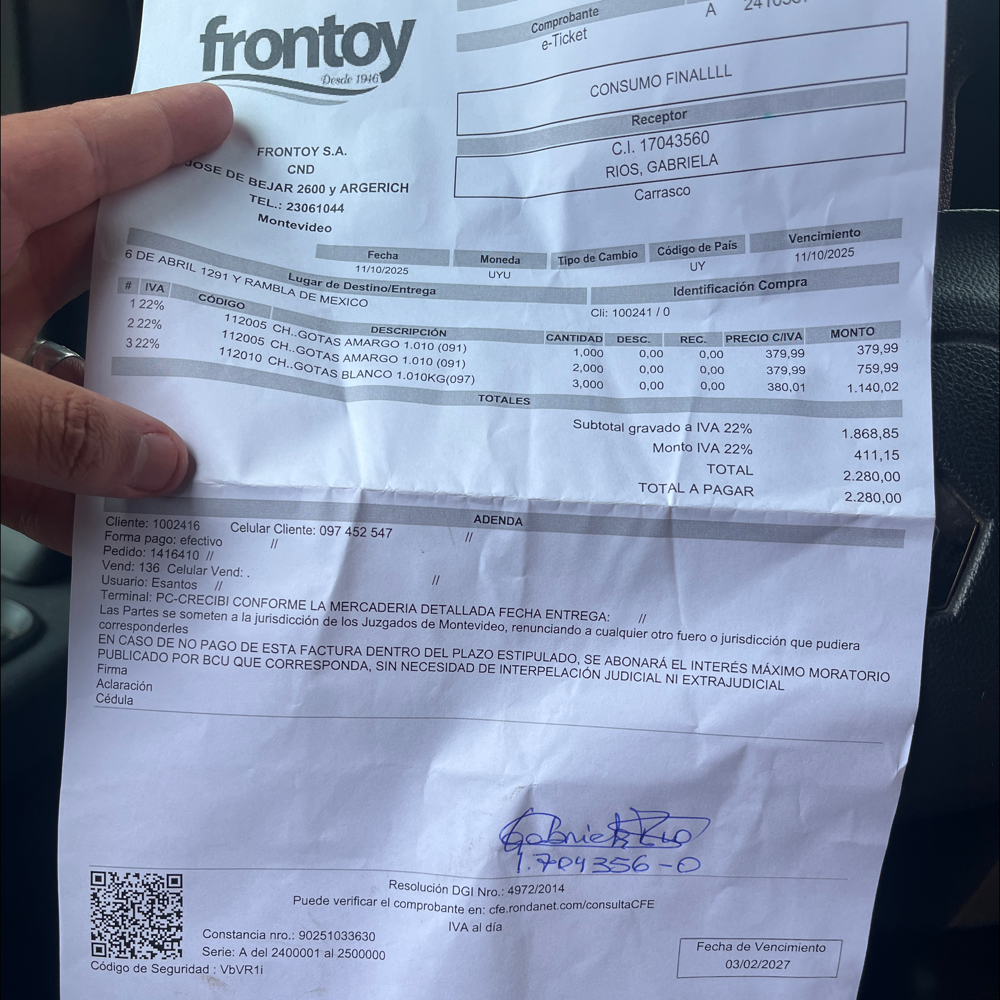 frontoy
Desde 1946
FRONTOY S.A.
CND
JOSE DE BEJAR 2600 y ARGERICH
TEL.: 23061044
Montevideo
Comprobante A
e-Ticket
CONSUMO FINALLLL
Receptor
C.I. 17043560
RIOS, GABRIELA
Carrasco
Fecha Moneda Tipo de Cambio Código de País Vencimiento
11/10/2025 UYU UY 11/10/2025
Lugar de Destino/Entrega Identificación Compra
6 DE ABRIL 1291 Y RAMBLA DE MEXICO Cli: 100241 / 0
# IVA CÓDIGO DESCRIPCIÓN CANTIDAD DESC. REC. PRECIO C/IVA MONTO
1 22% 112005 CH..GOTAS AMARGO 1.010 (091) 1,000 0,00 0,00 379,99 379,99
2 22% 112005 CH..GOTAS AMARGO 1.010 (091) 2,000 0,00 0,00 379,99 759,99
3 22% 112010 CH..GOTAS BLANCO 1.010KG(097) 3,000 0,00 0,00 380,01 1.140,02
TOTALES
Subtotal gravado a IVA 22% 1.868,85
Monto IVA 22% 411,15
TOTAL 2.280,00
TOTAL A PAGAR 2.280,00
ADENDA
Cliente: 1002416 Celular Cliente: 097 452 547 //
Forma pago: efectivo //
Pedido: 1416410 //
Vend: 136 Celular Vend: . //
Usuario: Esantos //
Terminal: PC-CRECIBI CONFORME LA MERCADERIA DETALLADA FECHA ENTREGA: //
Las Partes se someten a la jurisdicción de los Juzgados de Montevideo, renunciando a cualquier otro fuero o jurisdicción que pudiera
corresponderles
EN CASO DE NO PAGO DE ESTA FACTURA DENTRO DEL PLAZO ESTIPULADO, SE ABONARÁ EL INTERÉS MÁXIMO MORATORIO
PUBLICADO POR BCU QUE CORRESPONDA, SIN NECESIDAD DE INTERPELACIÓN JUDICIAL NI EXTRAJUDICIAL
Firma
Aclaración
Cédula
Gabriela Rios
1.704356-0
Resolución DGI Nro.: 4972/2014
Puede verificar el comprobante en: cfe.rondanet.com/consultaCFE
IVA al día
Constancia nro.: 90251033630
Serie: A del 2400001 al 2500000
Código de Seguridad : VbVR1i
Fecha de Vencimiento
03/02/2027